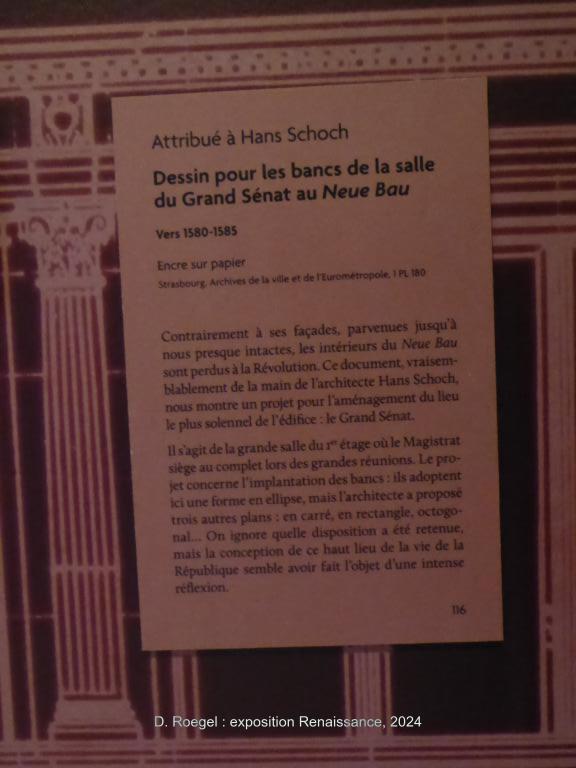 Attribué à Hans Schoch
Dessin pour les bancs de la salle
du Grand Sénat au Neue Bau
Vers 1580-1585
Encre sur papier
Strasbourg, Archives de la ville et de l'Eurométropole, 1 PL 180
Contrairement à ses façades, parvenues jusqu'à
nous presque intactes, les intérieurs du Neue Bau
sont perdus à la Révolution. Ce document, vraisem-
blablement de la main de l'architecte Hans Schoch,
nous montre un projet pour l'aménagement du lieu
le plus solennel de l'édifice : le Grand Sénat.
Il s'agit de la grande salle du 1er étage où le Magistrat
siège au complet lors des grandes réunions. Le pro-
jet concerne l'implantation des bancs : ils adoptent
ici une forme en ellipse, mais l'architecte a proposé
trois autres plans : en carré, en rectangle, octogo-
nal... On ignore quelle disposition a été retenue,
mais la conception de ce haut lieu de la vie de la
République semble avoir fait l'objet d'une intense
réflexion.
116
D. Roegel : exposition Renaissance, 2024